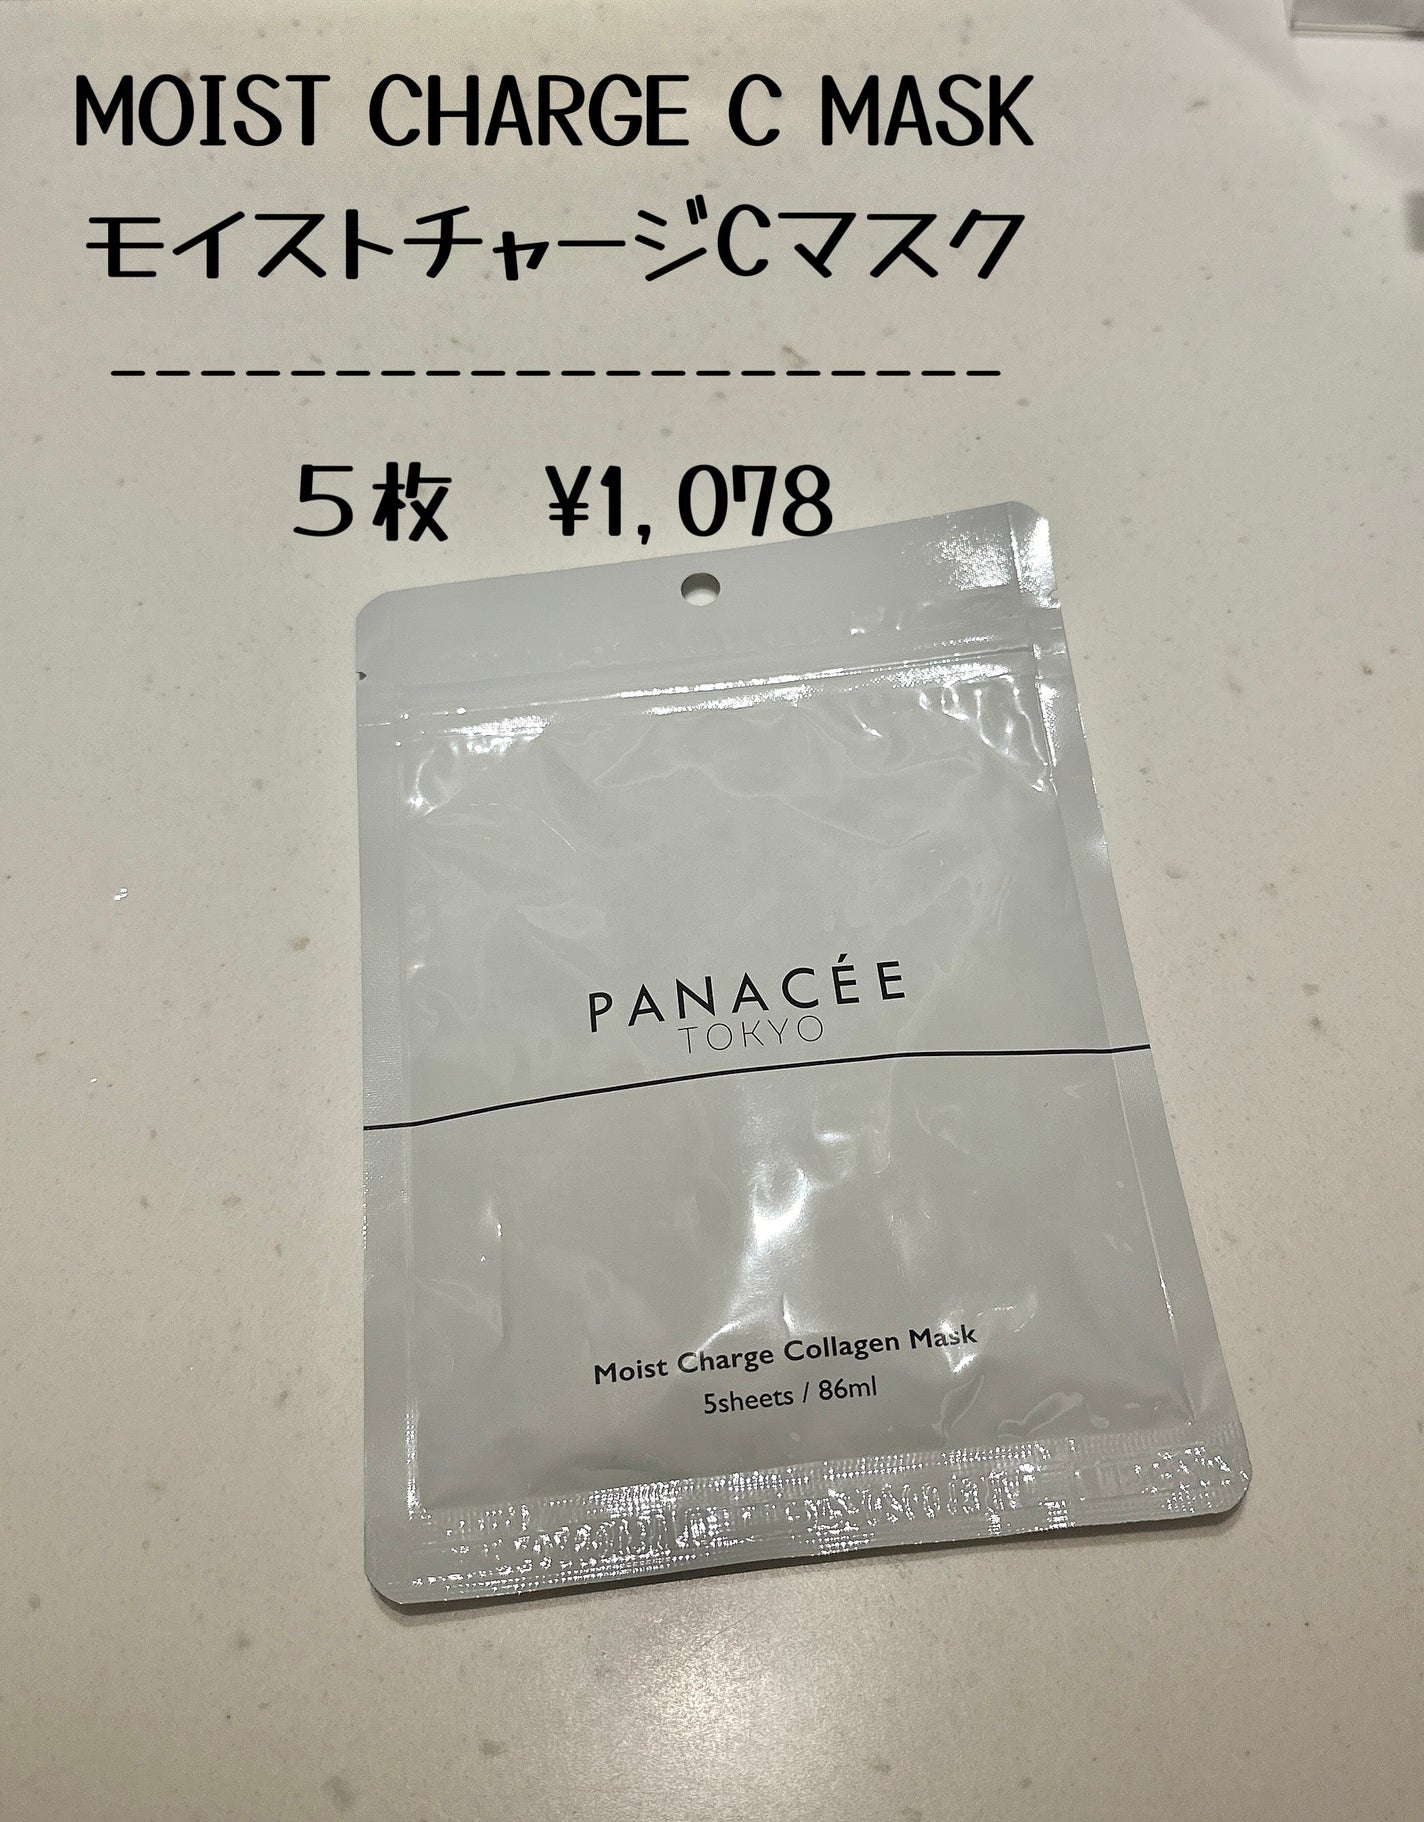 MOIST CHARGE C MASK
モイストチャージCマスク
--------------------
5枚　¥1,078
PANACÉE
TOKYO
Moist Charge Collagen Mask
5sheets / 86ml